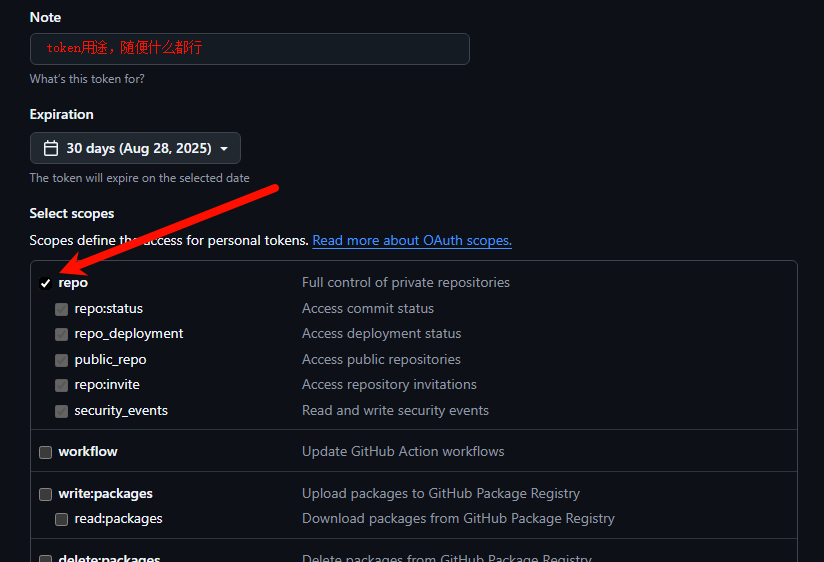 Note
token用途，随便什么都行
What's this token for?
Expiration
30 days (Aug 28, 2025)
The token will expire on the selected date
Select scopes
Scopes define the access for personal tokens. Read more about OAuth scopes.
repo Full control of private repositories
repo:status Access commit status
repo_deployment Access deployment status
public_repo Access public repositories
repo:invite Access repository invitations
security_events Read and write security events
workflow Update GitHub Action workflows
write:packages Upload packages to GitHub Package Registry
read:packages Download packages from GitHub Package Registry
delete:packages Delete packages from GitHub Package Registry